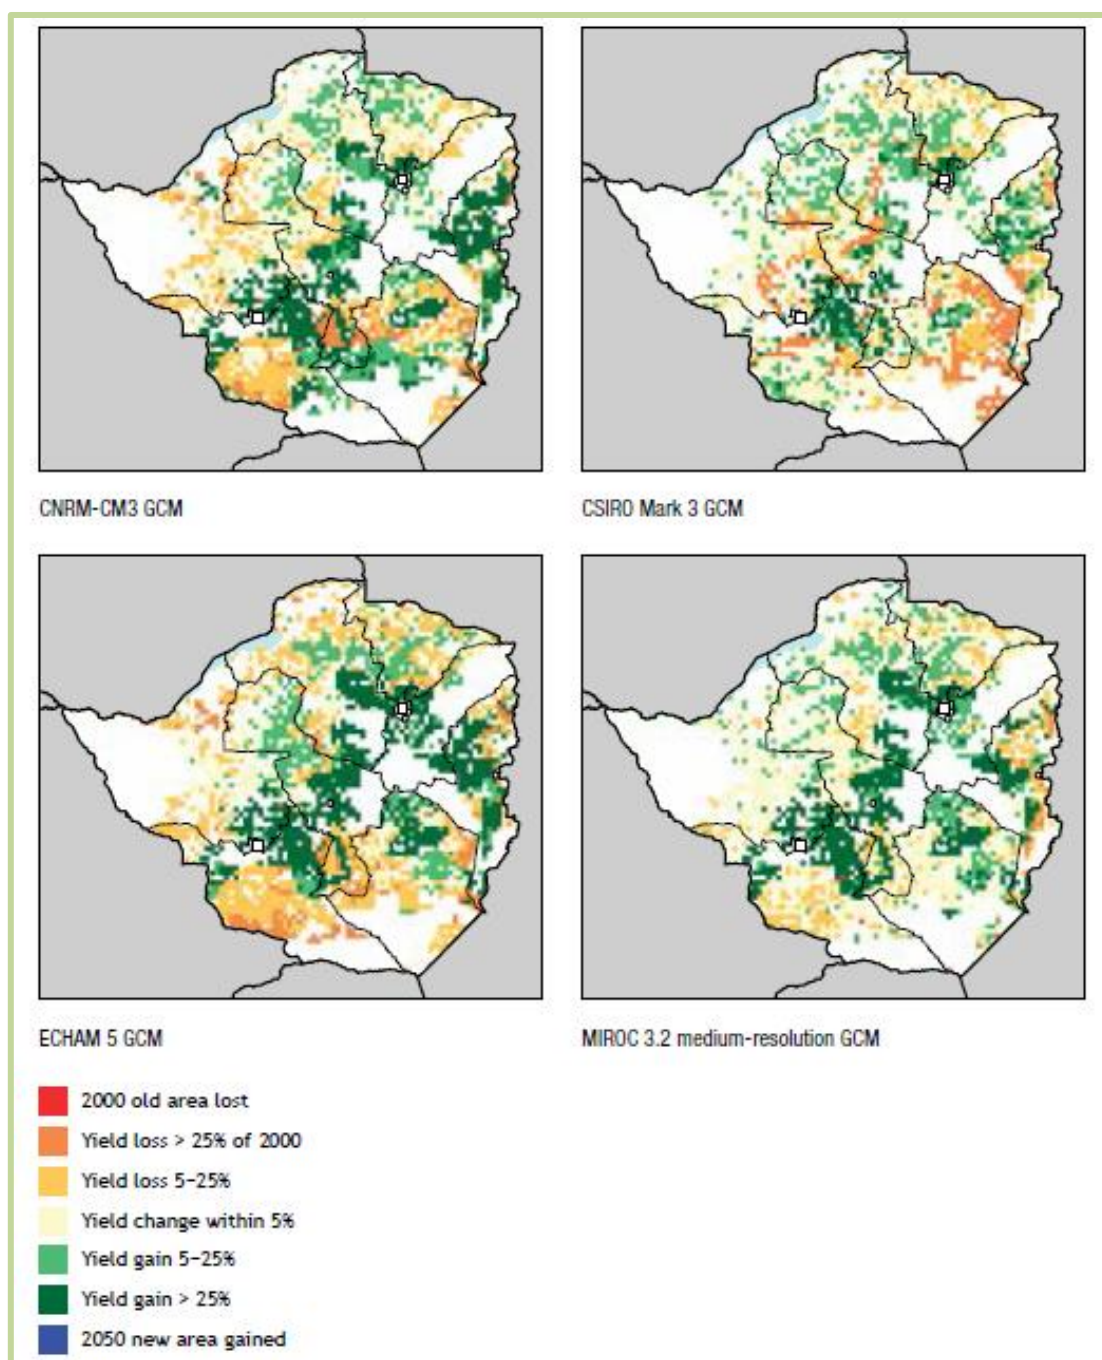 CNRM-CM3 GCM
CSIRO Mark 3 GCM
ECHAM 5 GCM
MIROC 3.2 medium-resolution GCM
2000 old area lost
Yield loss > 25% of 2000
Yield loss 5-25%
Yield change within 5%
Yield gain 5-25%
Yield gain > 25%
2050 new area gained